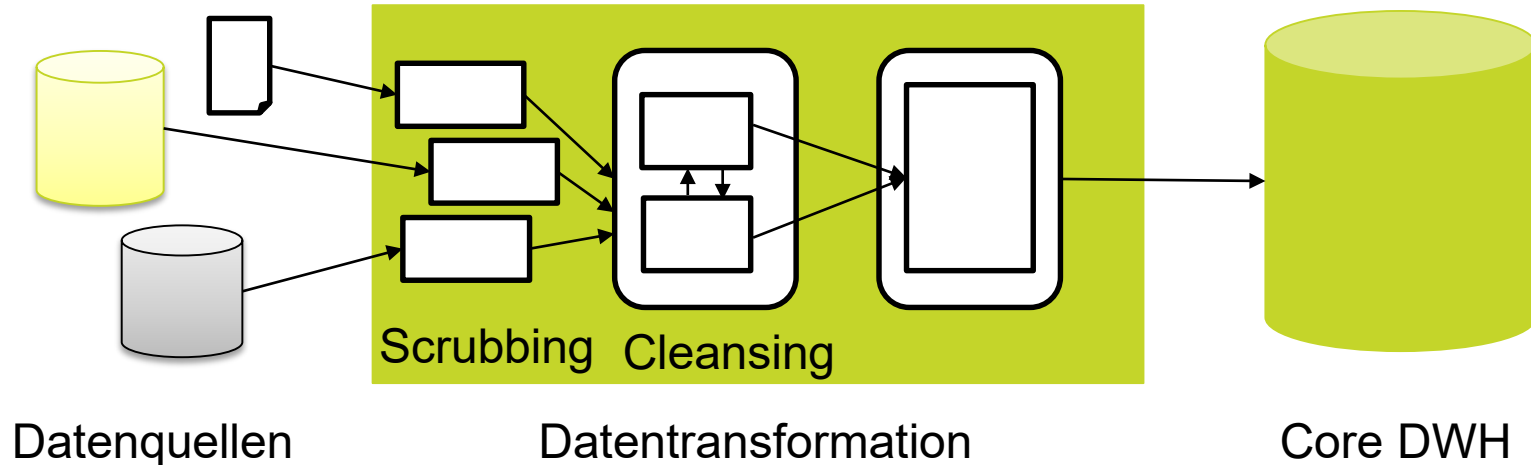 Scrubbing Cleansing
Datenquellen Datentransformation Core DWH